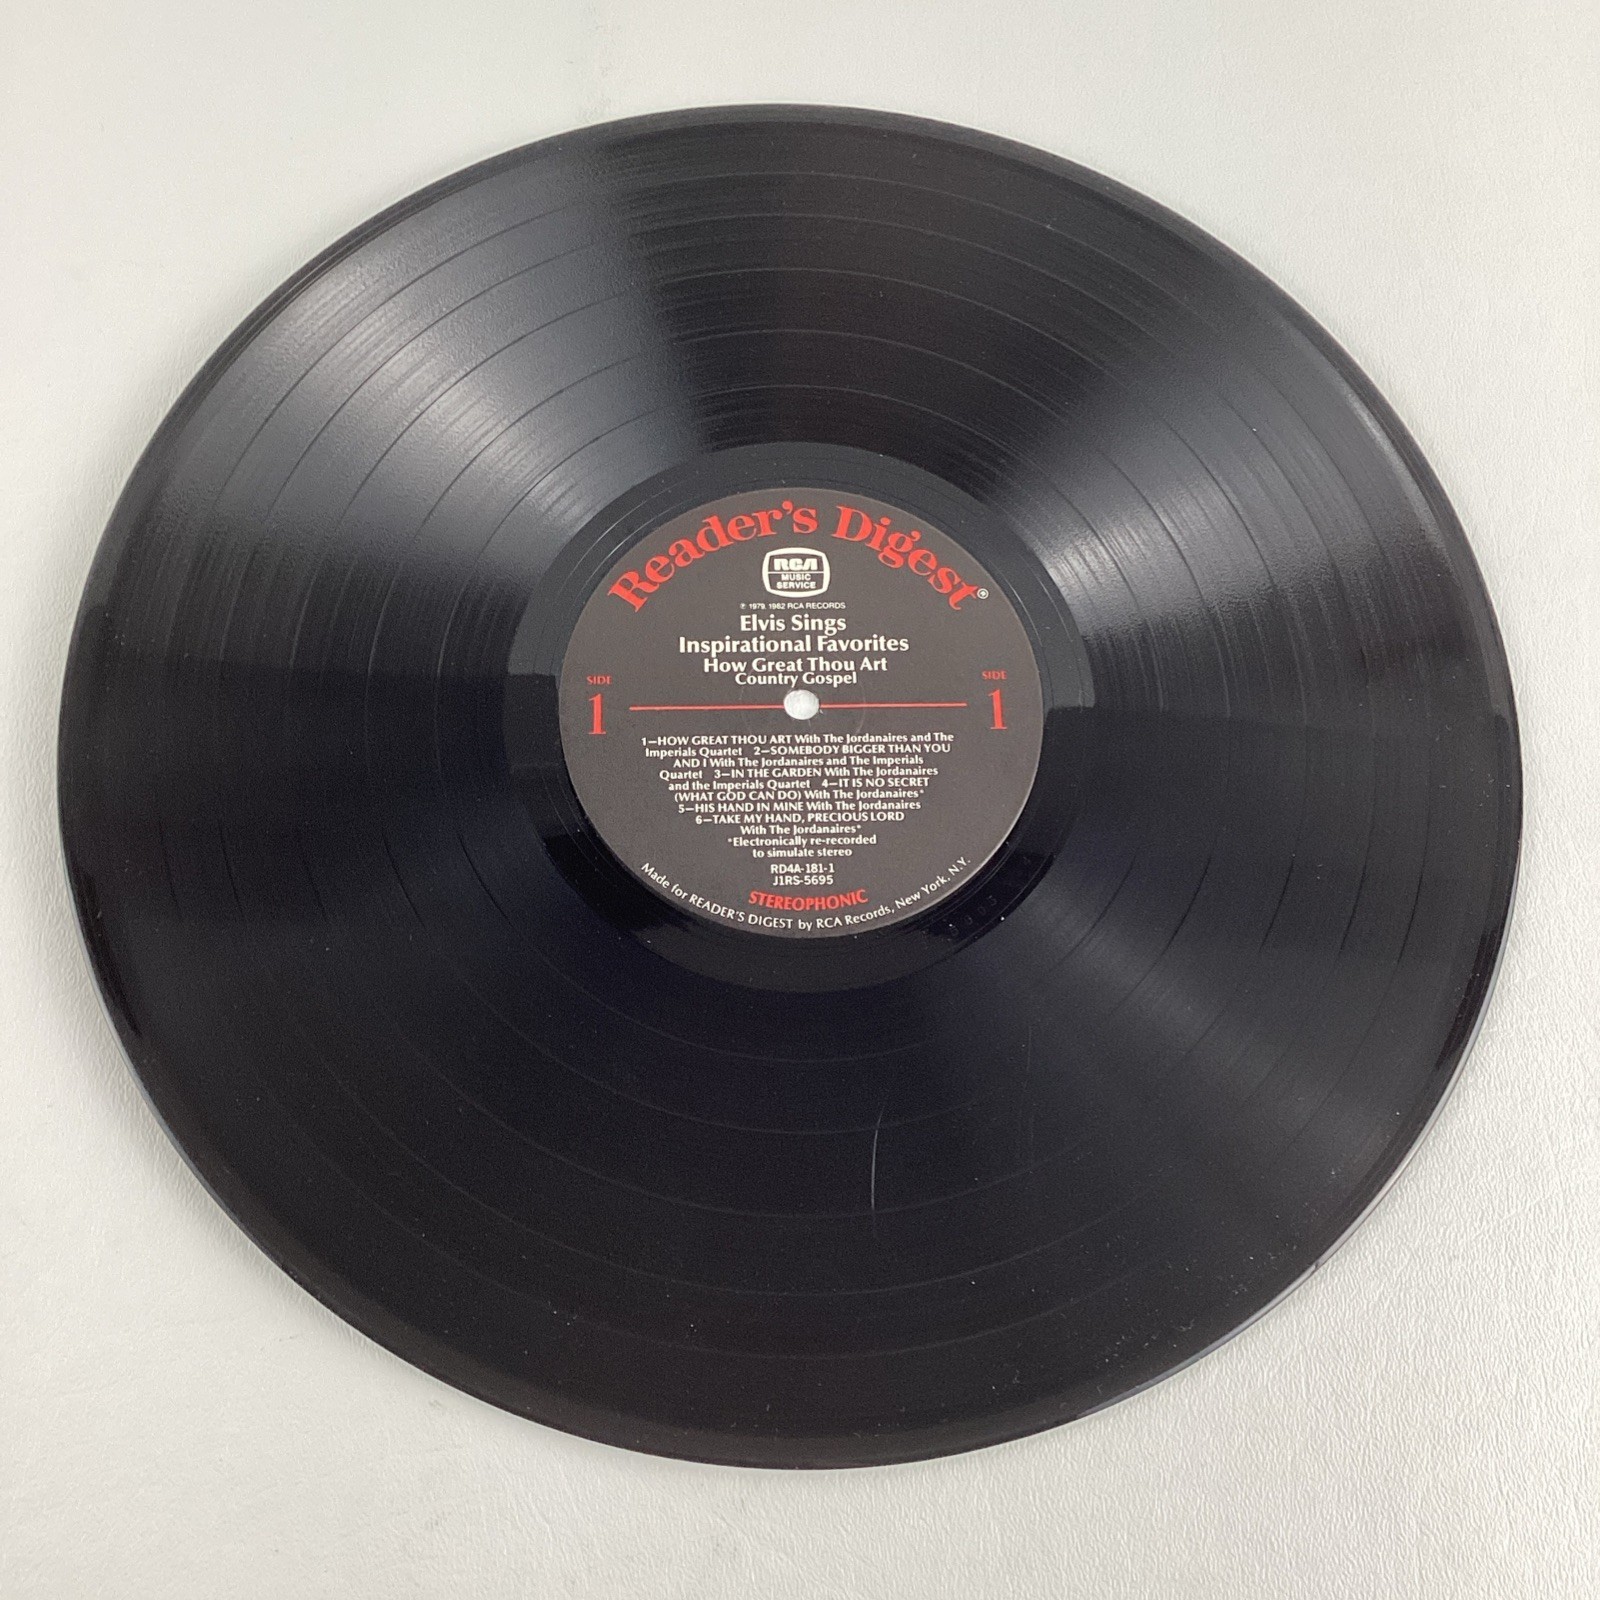 Reader's Digest®
RCA
MUSIC
SERVICE
℗ 1979, 1982 RCA RECORDS
Elvis Sings
Inspirational Favorites
How Great Thou Art
Country Gospel
SIDE
1
SIDE
1
1—HOW GREAT THOU ART With The Jordanaires and The
Imperials Quartet 2—SOMEBODY BIGGER THAN YOU
AND I With The Jordanaires and The Imperials
Quartet 3—IN THE GARDEN With The Jordanaires
and the Imperials Quartet 4—IT IS NO SECRET
(WHAT GOD CAN DO) With The Jordanaires*
5—HIS HAND IN MINE With The Jordanaires
6—TAKE MY HAND, PRECIOUS LORD
With The Jordanaires*
*Electronically re-recorded
to simulate stereo
RD4A-181-1
J1RS-5695
STEREOPHONIC
Made for READER'S DIGEST by RCA Records, New York, N.Y.